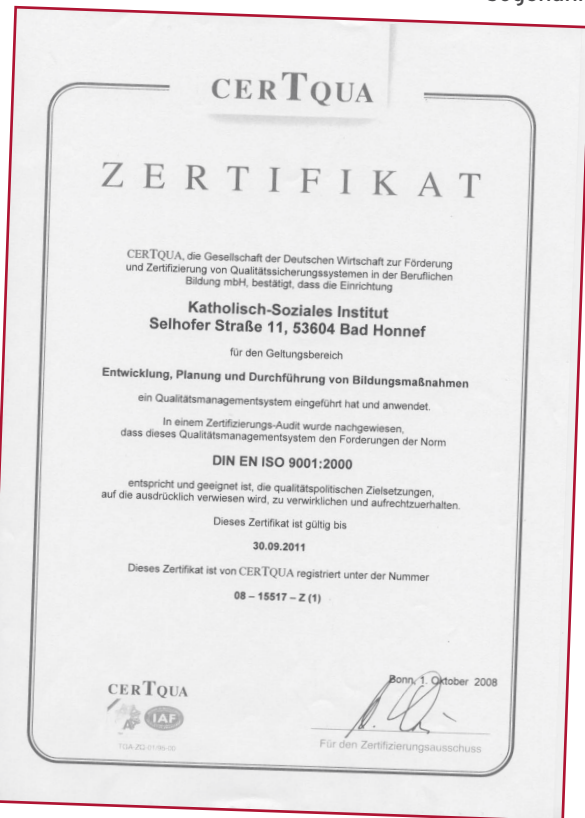 CERTQUA
ZERTIFIKAT
CERTQUA, die Gesellschaft der Deutschen Wirtschaft zur Förderung
und Zertifizierung von Qualitätssicherungssystemen in der Beruflichen
Bildung mbH, bestätigt, dass die Einrichtung
Katholisch-Soziales Institut
Selhofer Straße 11, 53604 Bad Honnef
für den Geltungsbereich
Entwicklung, Planung und Durchführung von Bildungsmaßnahmen
ein Qualitätsmanagementsystem eingeführt hat und anwendet.
In einem Zertifizierungs-Audit wurde nachgewiesen,
dass dieses Qualitätsmanagementsystem den Forderungen der Norm
DIN EN ISO 9001:2000
entspricht und geeignet ist, die qualitätspolitischen Zielsetzungen,
auf die ausdrücklich verwiesen wird, zu verwirklichen und aufrechtzuerhalten.
Dieses Zertifikat ist gültig bis
30.09.2011
Dieses Zertifikat ist von CERTQUA registriert unter der Nummer
08 – 15517 – Z (1)
Bonn, 1. Oktober 2008
CERTQUA
IAF
Für den Zertifizierungsausschuss